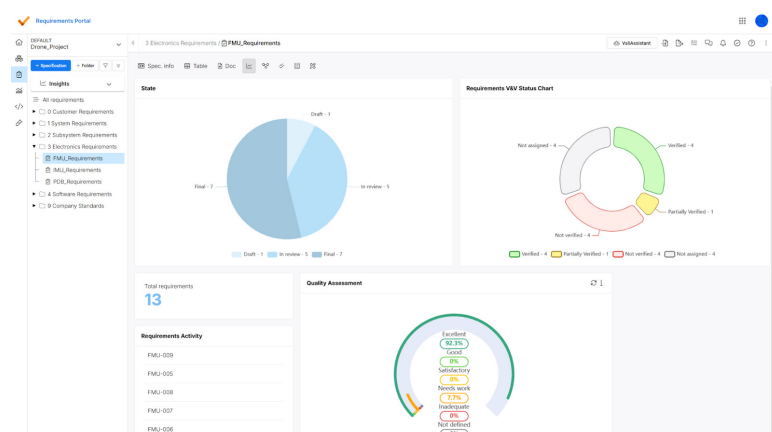 Requirements Portal
DEFAULT
Drone_Project
3 Electronics Requirements / FMU_Requirements
VeliAssistant
+ Specification
+ Folder
Spec. info
Table
Doc
Insights
All requirements
0 Customer Requirements
1 System Requirements
2 Subsystem Requirements
3 Electronics Requirements
FMU_Requirements
IMU_Requirements
PDB_Requirements
4 Software Requirements
9 Company Standards
State
Draft - 1
Final - 7
In review - 5
Draft - 1 In review - 5 Final - 7
Requirements V&V Status Chart
Not assigned - 4
Verified - 4
Partially Verified - 1
Not verified - 4
Verified - 4 Partially Verified - 1 Not verified - 4 Not assigned - 4
Total requirements
13
Requirements Activity
FMU-009
FMU-005
FMU-008
FMU-007
FMU-006
Quality Assessment
Excellent
92.3%
Good
0%
Satisfactory
0%
Needs work
7.7%
Inadequate
0%
Not defined